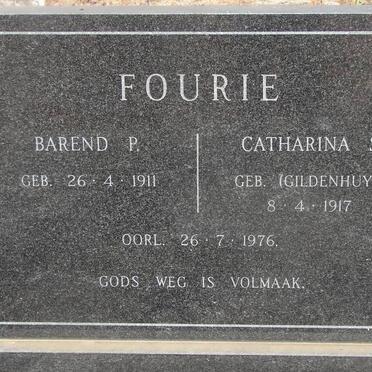 FOURIE
BAREND P. CATHARINA
GEB. 26·4·1911 GEB. (GILDENHUY
8·4·1917
OORL. 26·7·1976.
GODS WEG IS VOLMAAK.